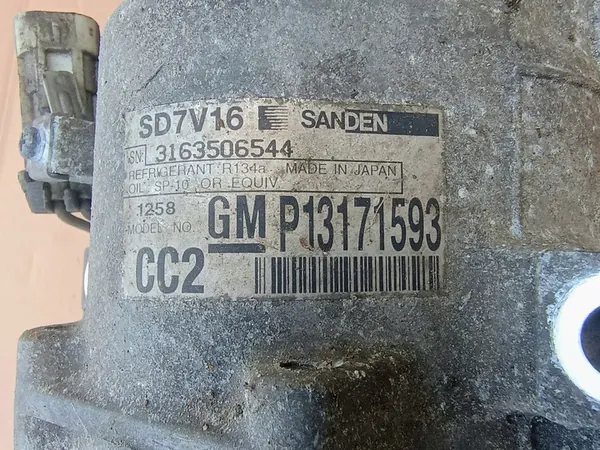 SD7V16 SANDEN
SN 3163506544
REFRIGERANT R134a MADE IN JAPAN
OIL SP-10 OR EQUIV.
1258
MODEL NO. GM P13171593
CC2